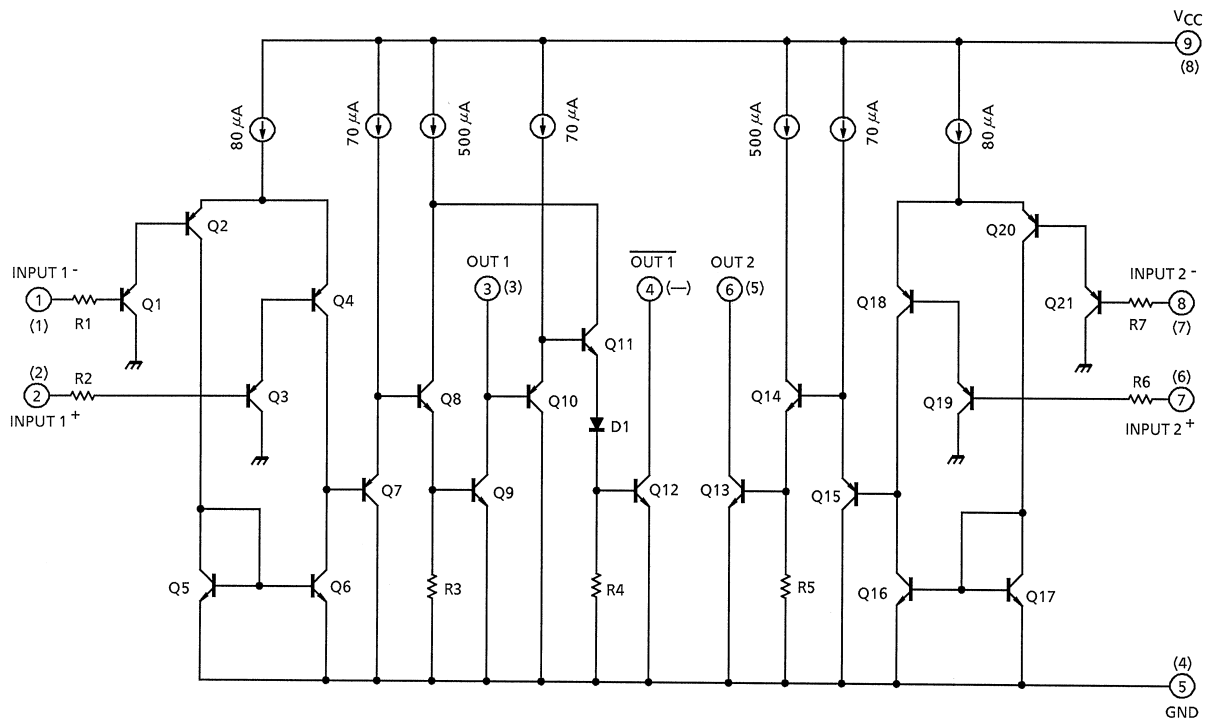 VCC
9
(8)
80 μA
70 μA
500 μA
70 μA
500 μA
70 μA
80 μA
Q2
Q20
INPUT 1 -
1
(1)
R1
Q1
Q4
OUT 1
3 (3)
OUT 1
4 (—)
OUT 2
6 (5)
Q18
Q21
INPUT 2 -
8
(7)
R7
Q11
(2)
2
INPUT 1 +
R2
Q3
Q8
Q10
D1
Q14
Q19
R6
(6)
7
INPUT 2 +
Q7
Q9
Q12
Q13
Q15
Q5
Q6
R3
R4
R5
Q16
Q17
(4)
5
GND